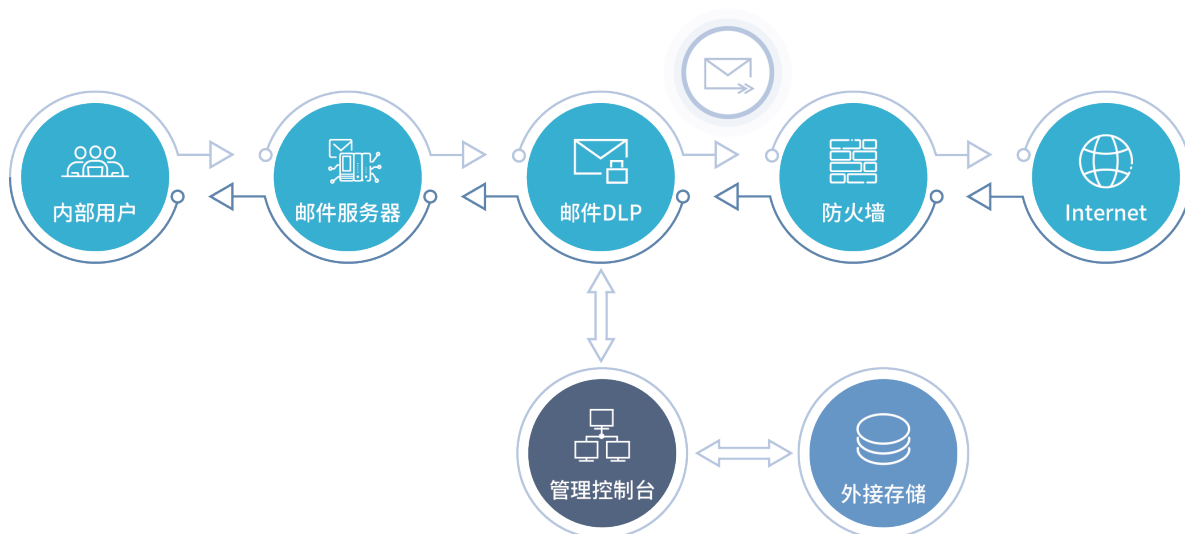 内部用户
邮件服务器
邮件DLP
防火墙
Internet
管理控制台
外接存储